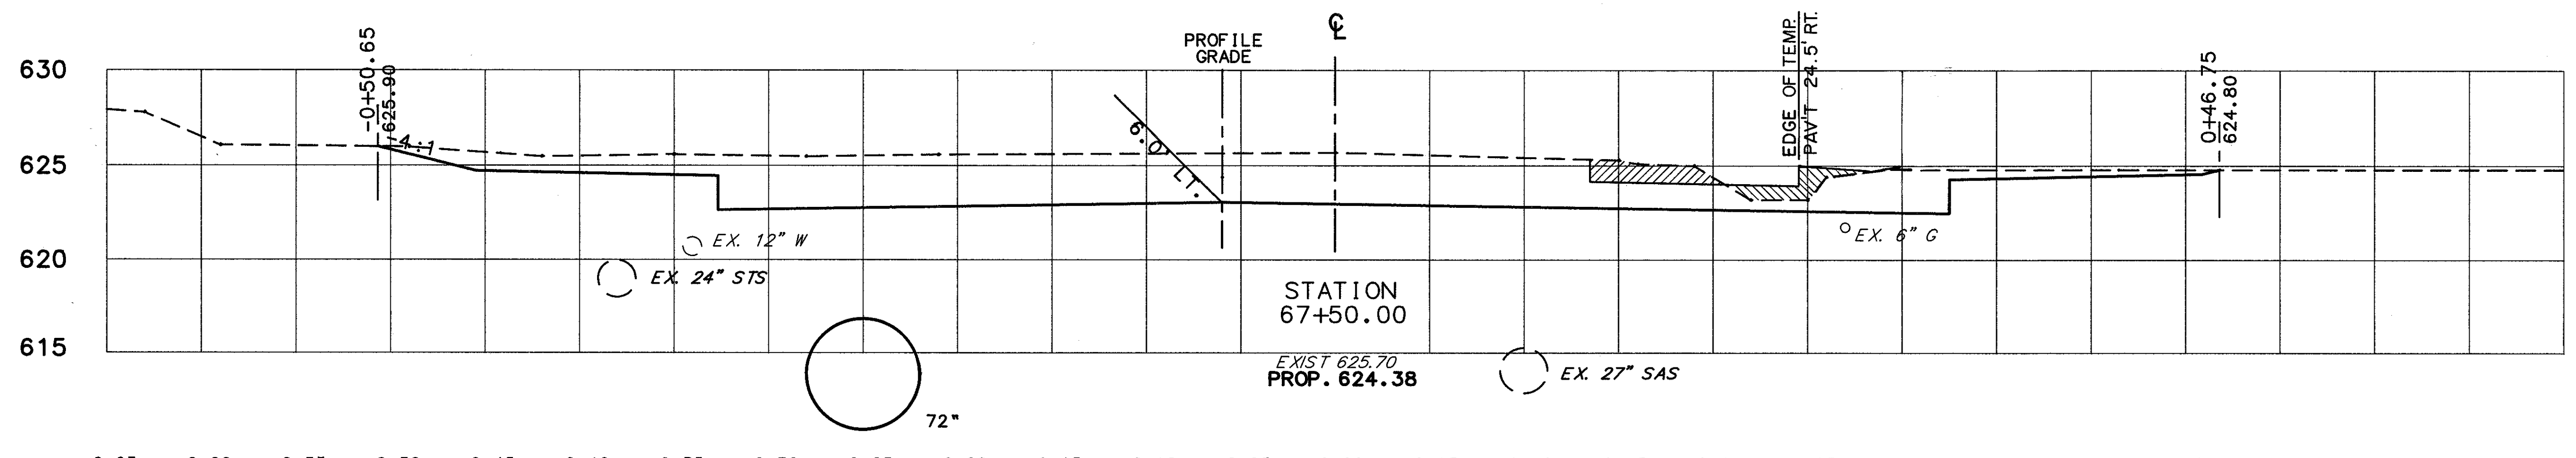 ℄
PROFILE
GRADE
EDGE OF TEMP.
PAV'T 24.5' RT.
-0+50.65
625.90
0+46.75
624.80
630
625
620
615
4:1
6.0' LT.
EX. 12" W
EX. 24" STS
EX. 6" G
STATION
67+50.00
EXIST 625.70
PROP. 624.38
EX. 27" SAS
72"